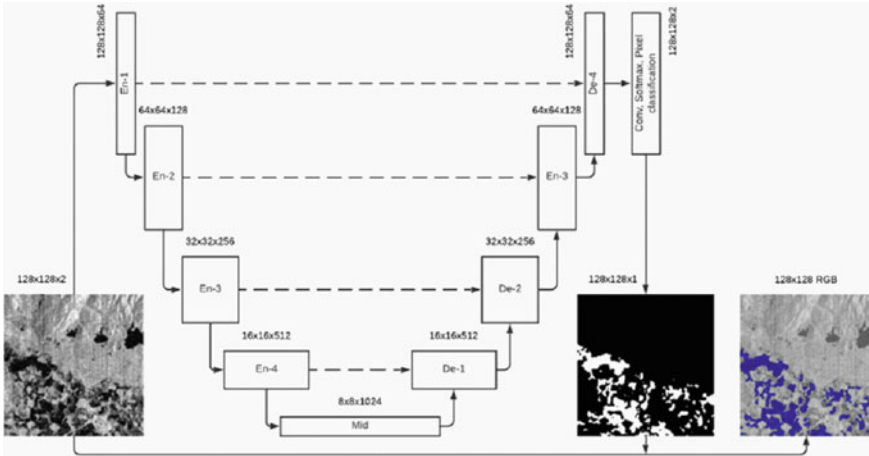 128x128x64
En-1
64x64x128
En-2
32x32x256
En-3
16x16x512
En-4
8x8x1024
Mid
16x16x512
De-1
32x32x256
De-2
64x64x128
En-3
128x128x64
De-4
128x128x2
Conv, Softmax, Pixel
classification
128x128x2
128x128x1
128x128 RGB